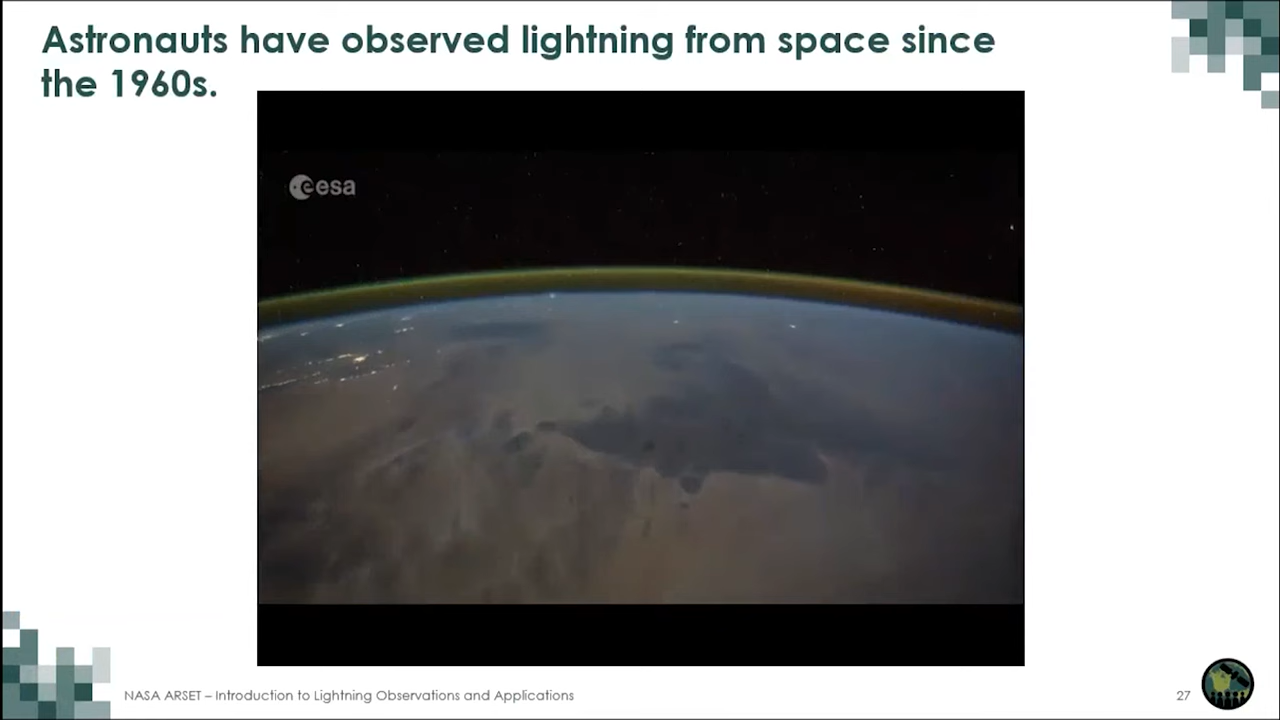 Astronauts have observed lightning from space since
the 1960s.
esa
NASA ARSET – Introduction to Lightning Observations and Applications
27